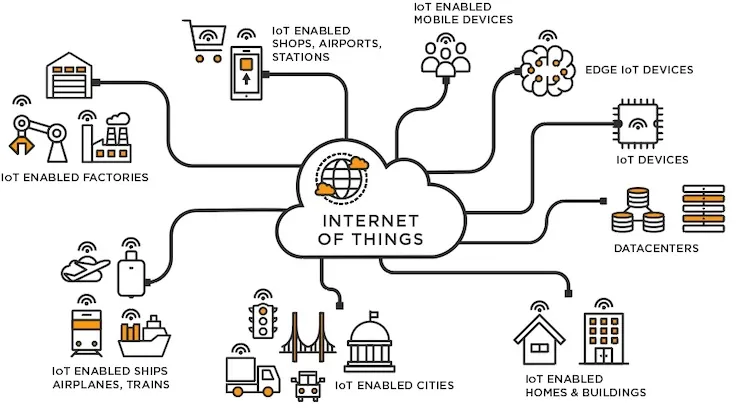 IoT ENABLED
SHOPS, AIRPORTS,
STATIONS
IoT ENABLED
MOBILE DEVICES
EDGE IoT DEVICES
IoT DEVICES
IoT ENABLED FACTORIES
INTERNET
OF THINGS
DATACENTERS
IoT ENABLED SHIPS
AIRPLANES, TRAINS
IoT ENABLED CITIES
IoT ENABLED
HOMES & BUILDINGS